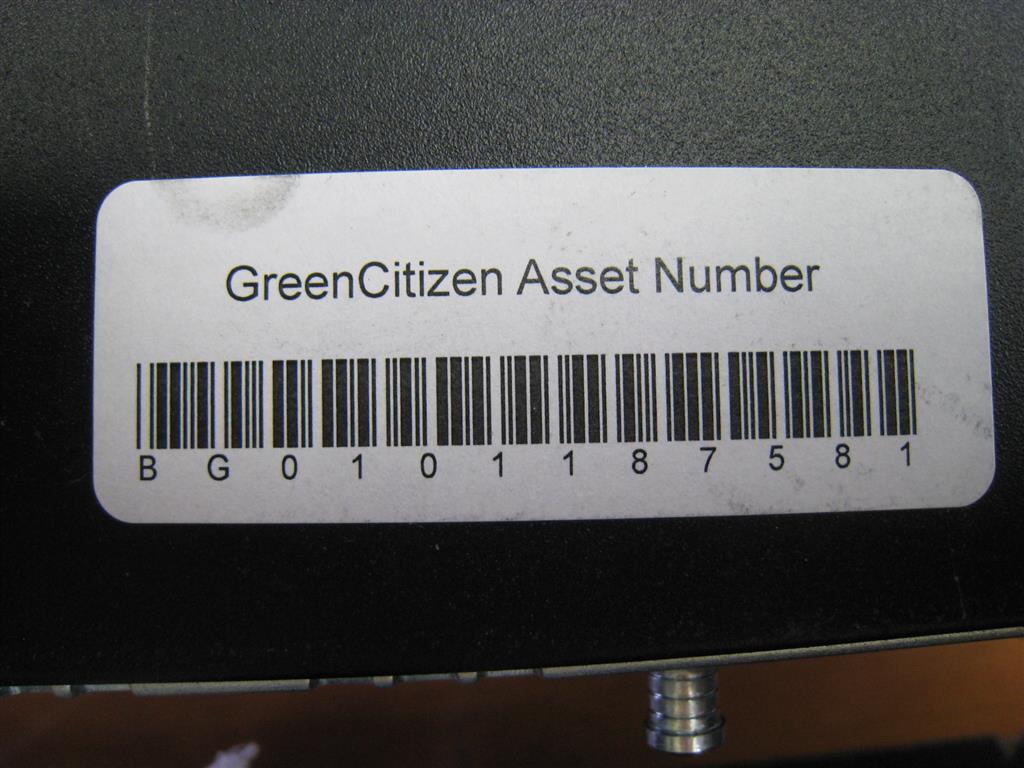 GreenCitizen Asset Number
B G 0 1 0 1 1 8 7 5 8 1